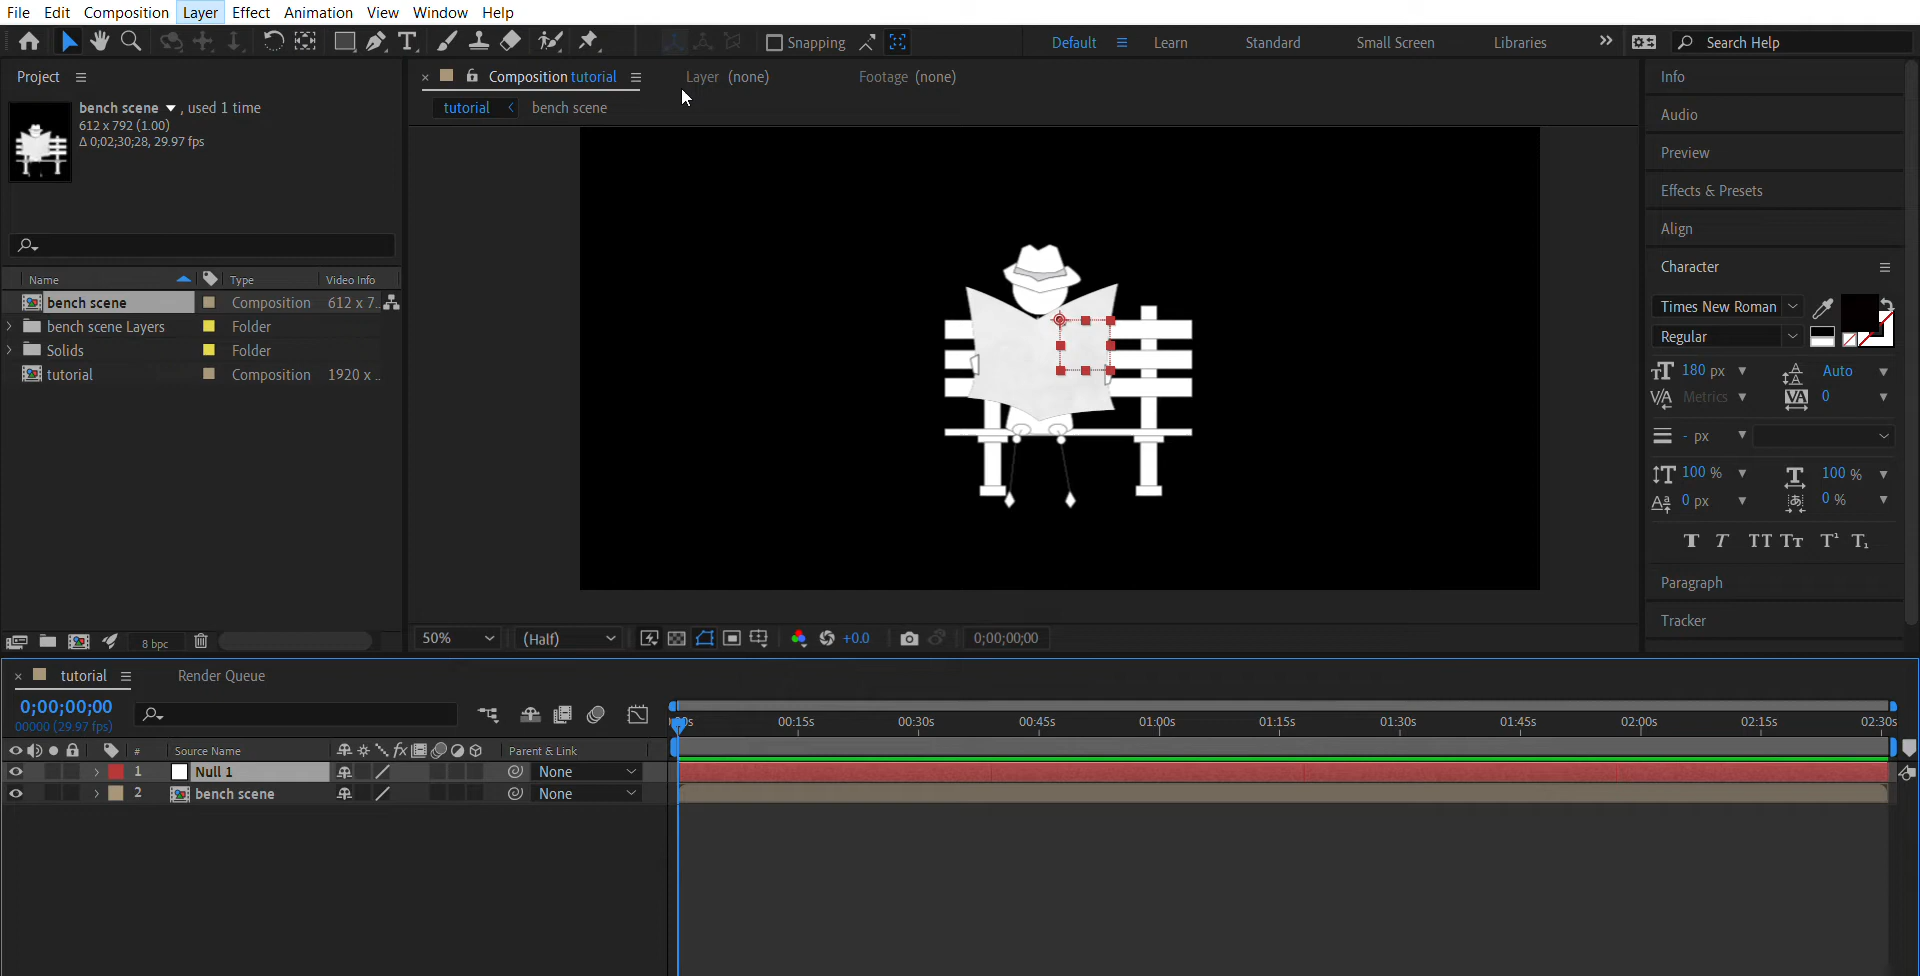 File Edit Composition Layer Effect Animation View Window Help
Snapping Default Learn Standard Small Screen Libraries Search Help
Project
Composition tutorial Layer (none) Footage (none)
tutorial bench scene
bench scene , used 1 time
612 x 792 (1.00)
Δ 0;02;30;28, 29.97 fps
Name Type Video Info
bench scene Composition 612 x 7..
bench scene Layers Folder
Solids Folder
tutorial Composition 1920 x ..
8 bpc
50% (Half) +0.0 0;00;00;00
Info
Audio
Preview
Effects & Presets
Align
Character
Times New Roman
Regular
180 px Auto
Metrics 0
- px
100 % 100 %
0 px 0 %
Paragraph
Tracker
tutorial Render Queue
0;00;00;00
00000 (29.97 fps)
00:15s 00:30s 00:45s 01:00s 01:15s 01:30s 01:45s 02:00s 02:15s 02:30s
# Source Name Parent & Link
1 Null 1 None
2 bench scene None